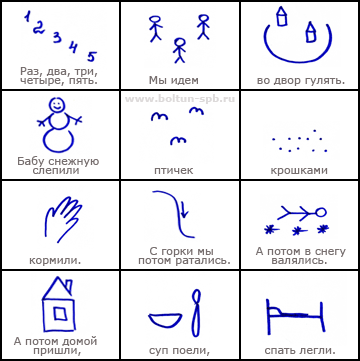 1 2 3 4 5
Раз, два, три,
четыре, пять.
Мы идем
во двор гулять.
www.boltun-spb.ru
Бабу снежную
слепили
птичек
крошками
кормили.
С горки мы
потом ратались.
А потом в снегу
валялись.
А потом домой
пришли,
суп поели,
спать легли.